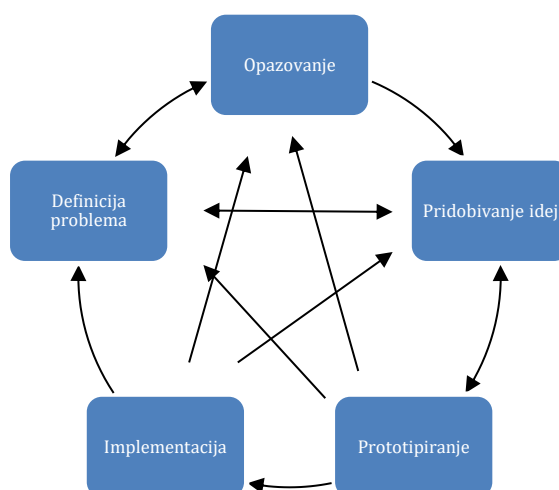 Opazovanje
Definicija
problema
Pridobivanje idej
Implementacija
Prototipiranje